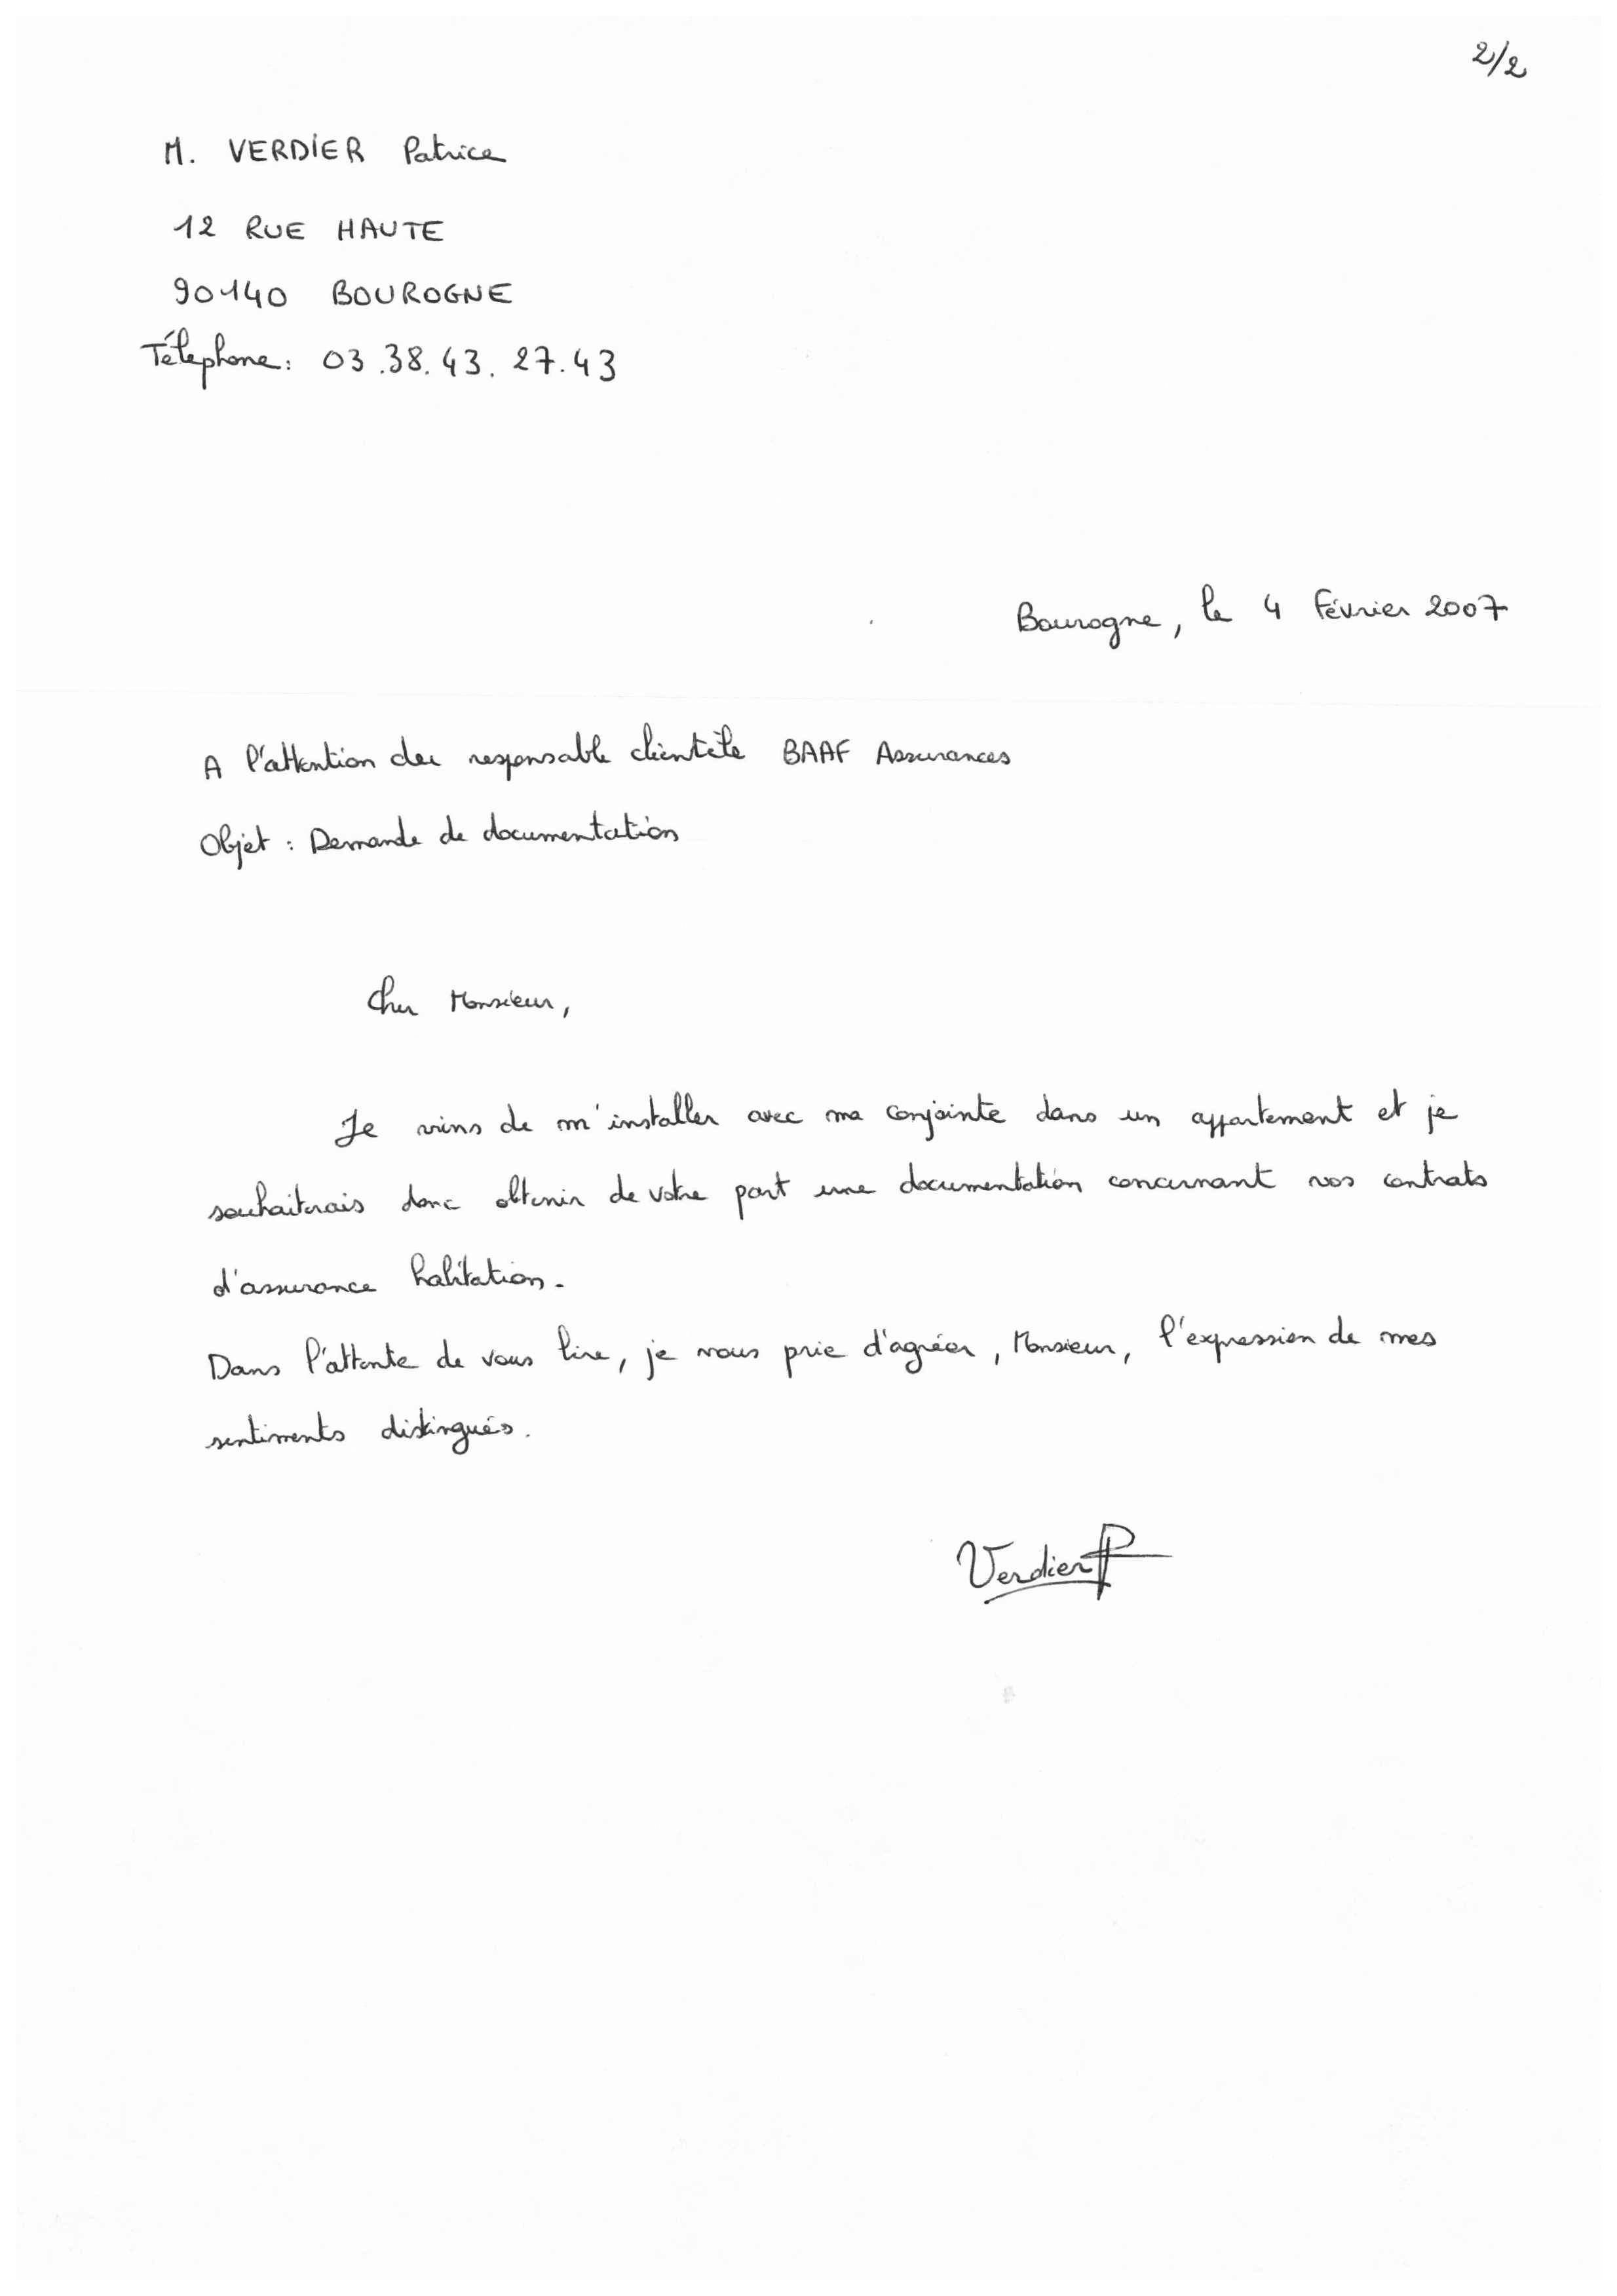 2/2
M. VERDIER Patrice
12 RUE HAUTE
90140 BOUROGNE
Téléphone : 03.38.43.27.43
Bourogne, le 4 Février 2007
A l'attention du responsable clientèle BAAF Assurances
Objet : Demande de documentation
Cher Monsieur,
Je viens de m'installer avec ma conjointe dans un appartement et je
souhaiterais donc obtenir de votre part une documentation concernant vos contrats
d'assurance habitation.
Dans l'attente de vous lire, je vous prie d'agréer, Monsieur, l'expression de mes
sentiments distingués.
Verdier P